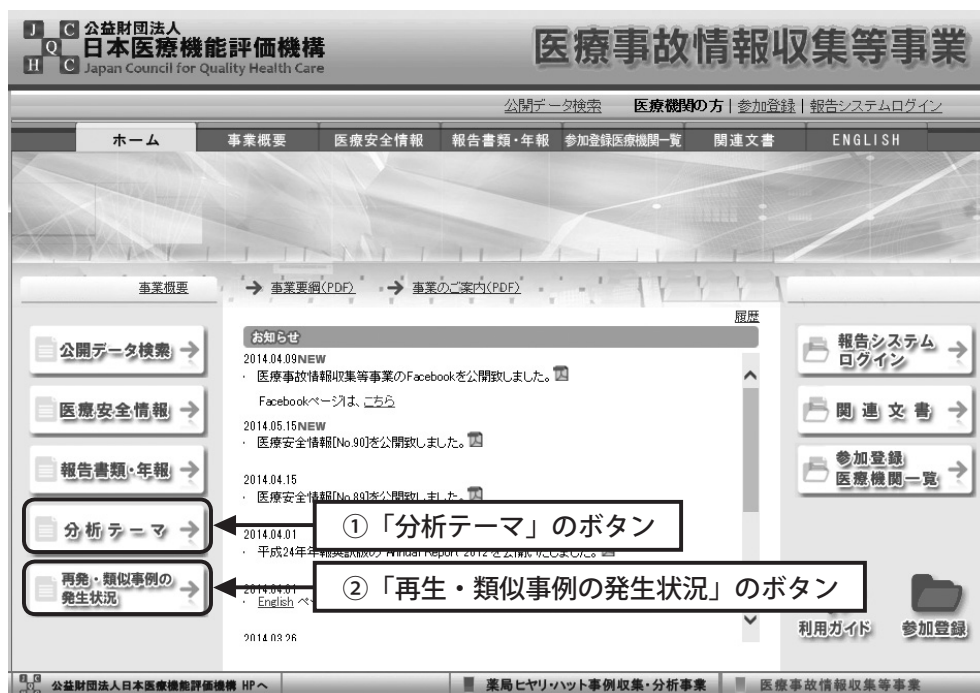 J C
Q
H C
公益財団法人
日本医療機能評価機構
Japan Council for Quality Health Care
医療事故情報収集等事業
公開データ検索 医療機関の方 | 参加登録 | 報告システムログイン
ホーム 事業概要 医療安全情報 報告書類・年報 参加登録医療機関一覧 関連文書 ENGLISH
事業概要
→ 事業要綱(PDF) → 事業のご案内(PDF)
履歴
公開データ検索
医療安全情報
報告書類・年報
分析テーマ
再発・類似事例の
発生状況
お知らせ
2014.04.09NEW
・ 医療事故情報収集等事業のFacebookを公開致しました。
Facebookページは、こちら
2014.05.15NEW
・ 医療安全情報[No.90]を公開致しました。
2014.04.15
・ 医療安全情報[No.89]を公開致しました。
2014.04.01
・ 平成24年年報英訳版の
2014.04.01
・ English
2014.03.26
①「分析テーマ」のボタン
②「再生・類似事例の発生状況」のボタン
報告システム
ログイン
関連文書
参加登録
医療機関一覧
利用ガイド 参加登録
公益財団法人日本医療機能評価機構 HPへ 薬局ヒヤリ・ハット事例収集・分析事業 医療事故情報収集等事業